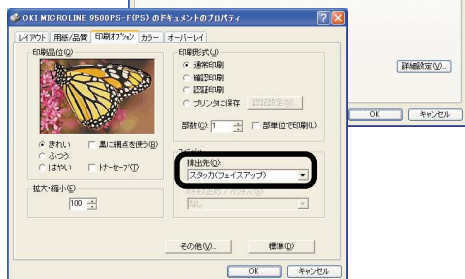 OKI MICROLINE 9500PS-F(PS) のドキュメントのプロパティ
レイアウト 用紙/品質 印刷オプション カラー オーバーレイ
印刷品位(Q)
きれい
ふつう
はやい
黒に網点を使う(B)
トナーセーブ(T)
拡大・縮小(E)
100
印刷形式(J)
通常印刷
確認印刷
認証印刷
プリンタに保存
部数(C): 1 部単位で印刷(L)
排出先(O):
スタッカ(フェイスアップ)
なし
その他(V)... 標準(D)
OK キャンセル
詳細設定(V)...
OK キャンセル